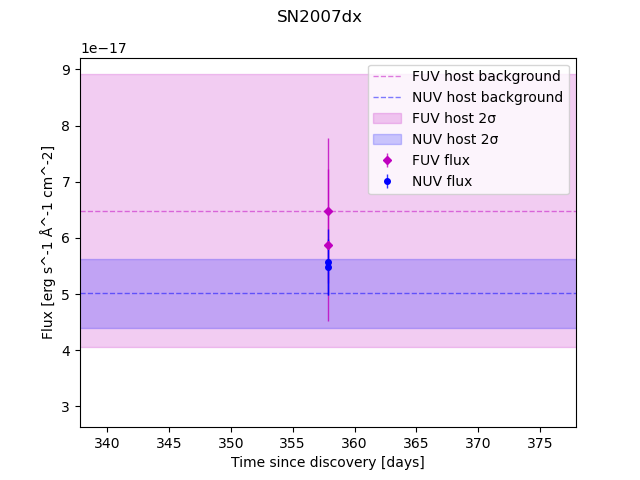 SN2007dx
1e−17
9
8
7
6
5
4
3
Flux [erg s^-1 Å^-1 cm^-2]
FUV host background
NUV host background
FUV host 2σ
NUV host 2σ
FUV flux
NUV flux
340 345 350 355 360 365 370 375
Time since discovery [days]